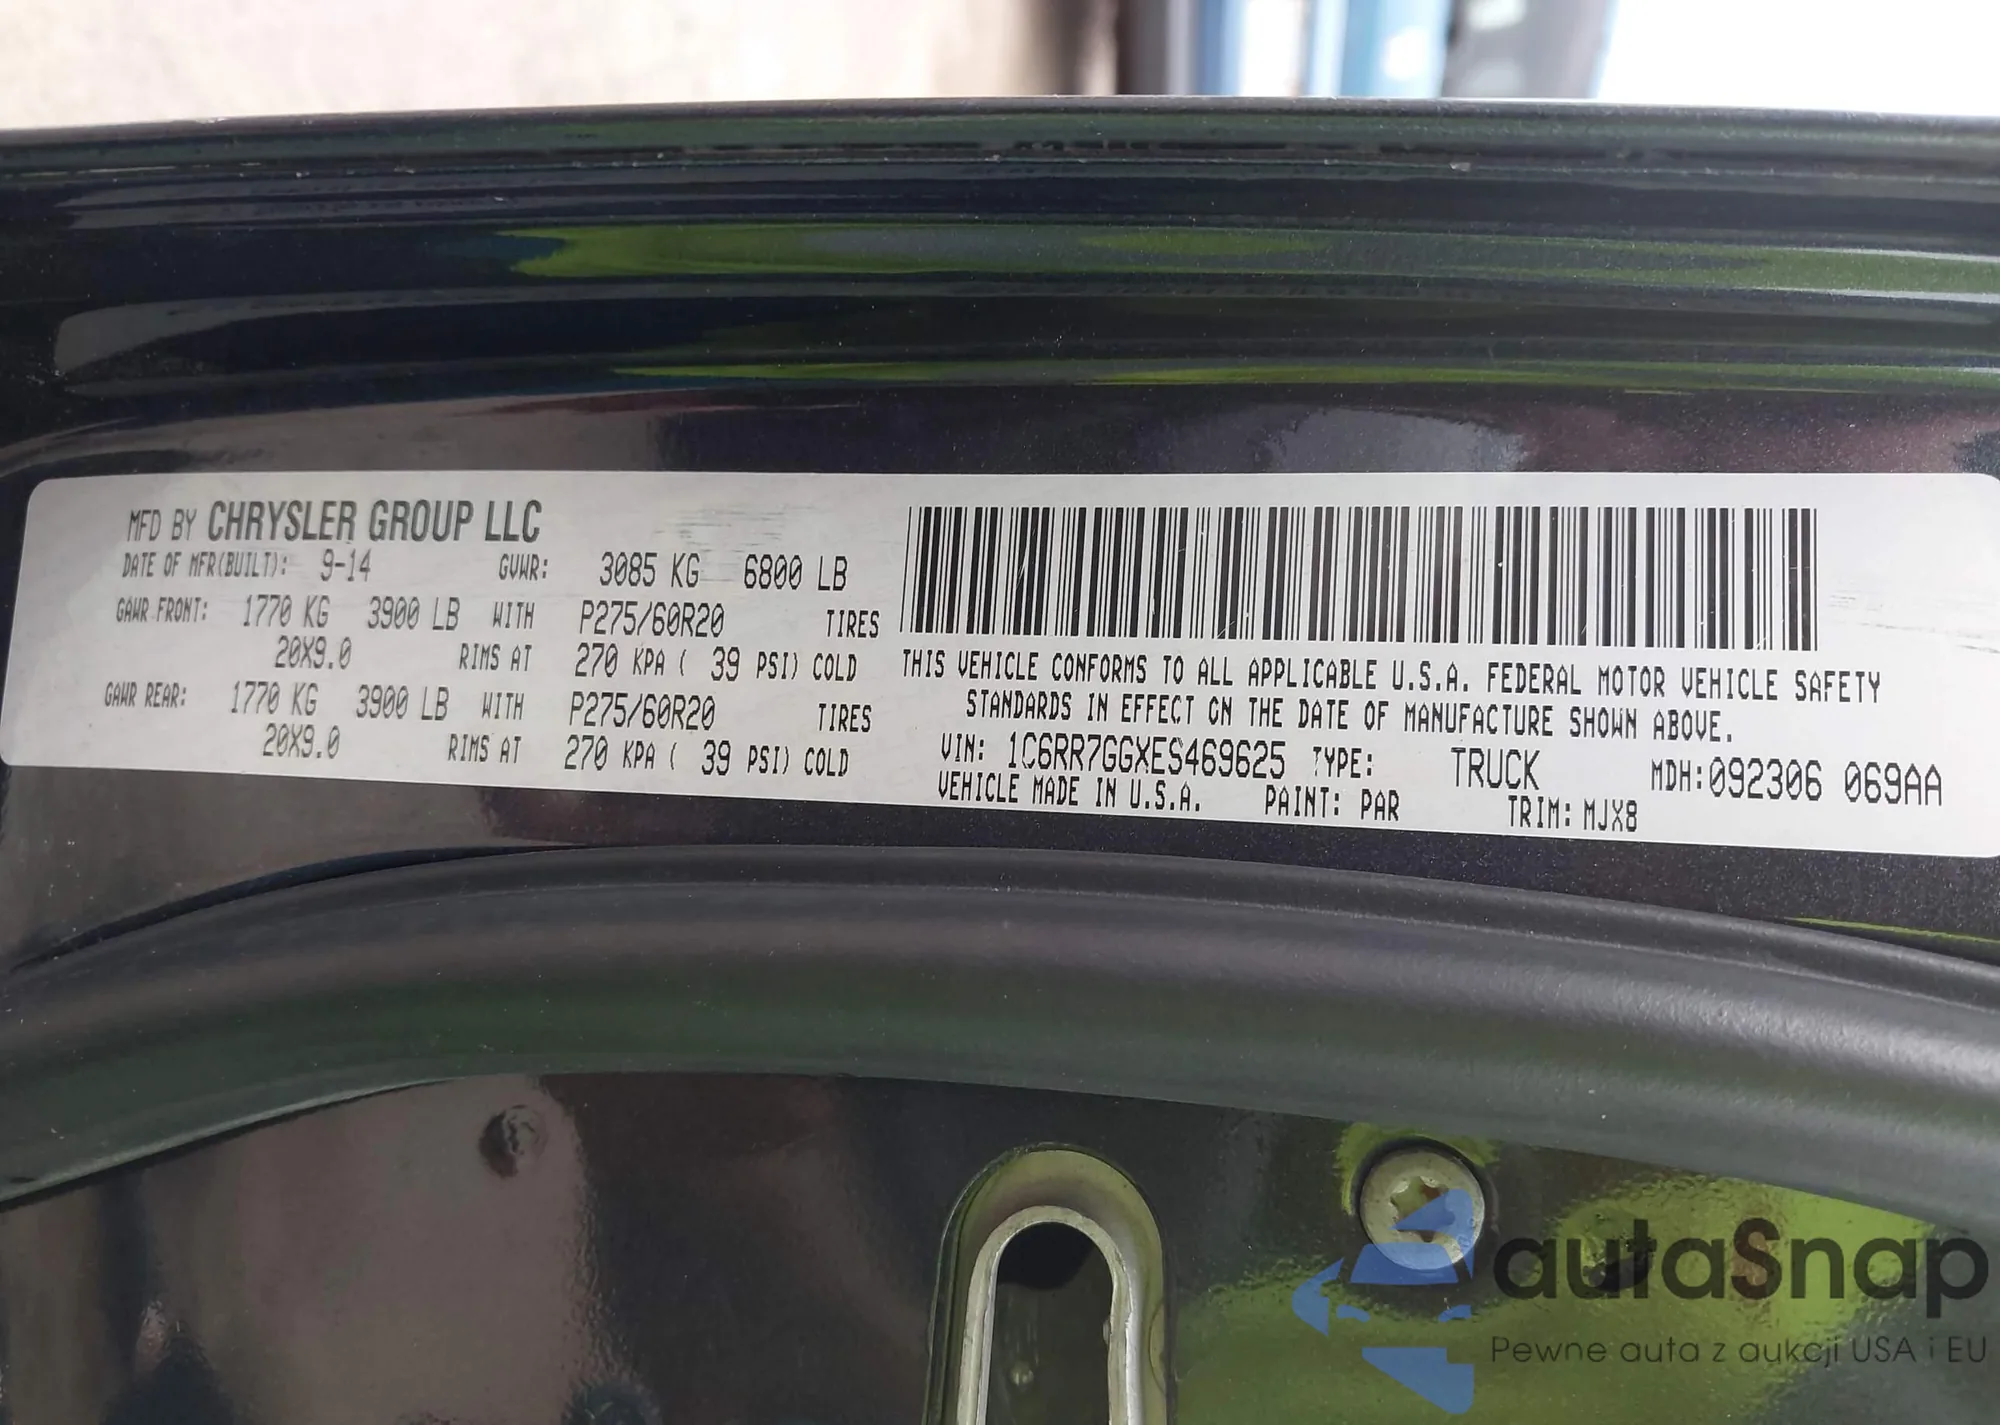 MFD BY CHRYSLER GROUP LLC
DATE OF MFR(BUILT): 9-14 GVWR: 3085 KG 6800 LB
GAWR FRONT: 1770 KG 3900 LB WITH P275/60R20 TIRES
20X9.0 RIMS AT 270 KPA ( 39 PSI) COLD
GAWR REAR: 1770 KG 3900 LB WITH P275/60R20 TIRES
20X9.0 RIMS AT 270 KPA ( 39 PSI) COLD
THIS VEHICLE CONFORMS TO ALL APPLICABLE U.S.A. FEDERAL MOTOR VEHICLE SAFETY
STANDARDS IN EFFECT ON THE DATE OF MANUFACTURE SHOWN ABOVE.
VIN: 1C6RR7GGXES469625 TYPE: TRUCK MDH:092306 069AA
VEHICLE MADE IN U.S.A. PAINT: PAR TRIM: MJX8
autaSnap
Pewne auta z aukcji USA i EU